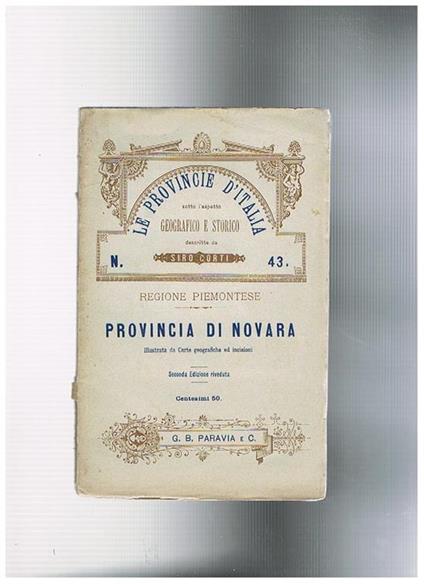 LE PROVINCIE D'ITALIA
sotto l'aspetto
GEOGRAFICO E STORICO
descritte da
SIRO CORTI
N. 43.
REGIONE PIEMONTESE
PROVINCIA DI NOVARA
illustrata da Carte geografiche ed incisioni
Seconda Edizione riveduta
Centesimi 50.
G. B. PARAVIA E C.